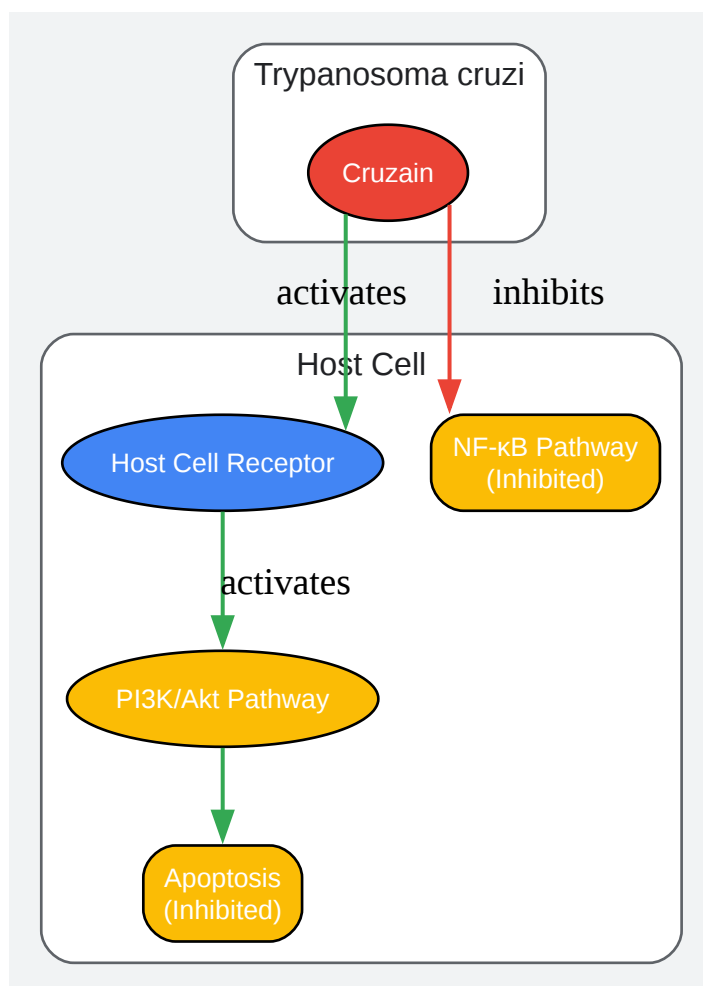 Trypanosoma cruzi
Cruzain
activates
inhibits
Host Cell
Host Cell Receptor
NF-κB Pathway
(Inhibited)
activates
PI3K/Akt Pathway
Apoptosis
(Inhibited)